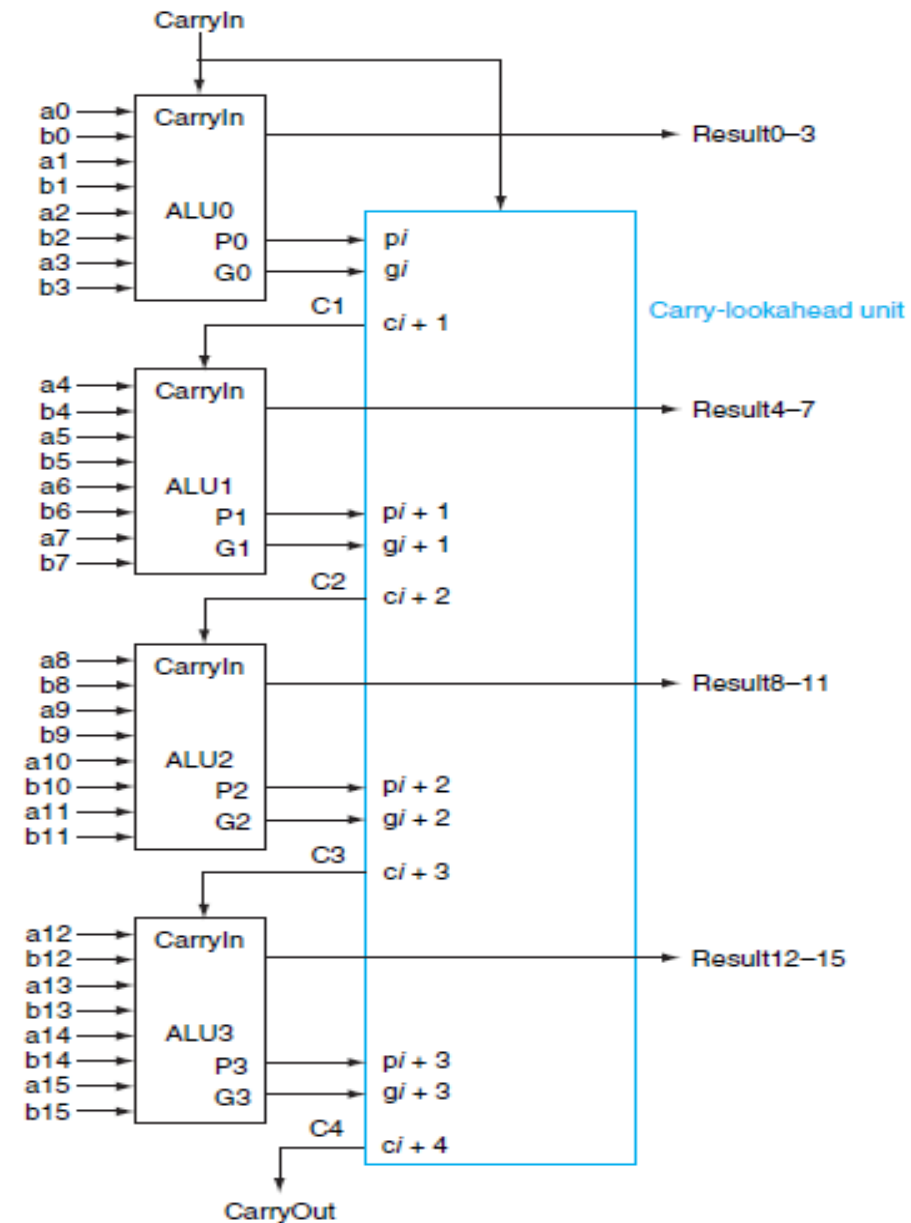 CarryIn
a0
b0
a1
b1
a2
b2
a3
b3
CarryIn
ALU0
P0
G0
Result0–3
pi
gi
C1
ci + 1
Carry-lookahead unit
a4
b4
a5
b5
a6
b6
a7
b7
CarryIn
ALU1
P1
G1
Result4–7
pi + 1
gi + 1
C2
ci + 2
a8
b8
a9
b9
a10
b10
a11
b11
CarryIn
ALU2
P2
G2
Result8–11
pi + 2
gi + 2
C3
ci + 3
a12
b12
a13
b13
a14
b14
a15
b15
CarryIn
ALU3
P3
G3
Result12–15
pi + 3
gi + 3
C4
ci + 4
CarryOut